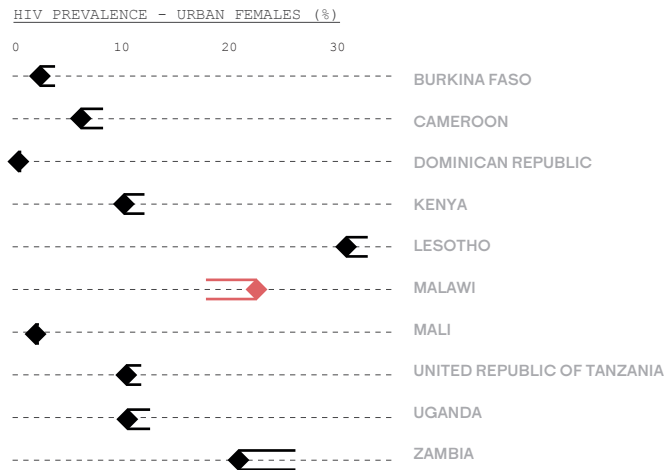 HIV PREVALENCE – URBAN FEMALES (%)
0 10 20 30
BURKINA FASO
CAMEROON
DOMINICAN REPUBLIC
KENYA
LESOTHO
MALAWI
MALI
UNITED REPUBLIC OF TANZANIA
UGANDA
ZAMBIA